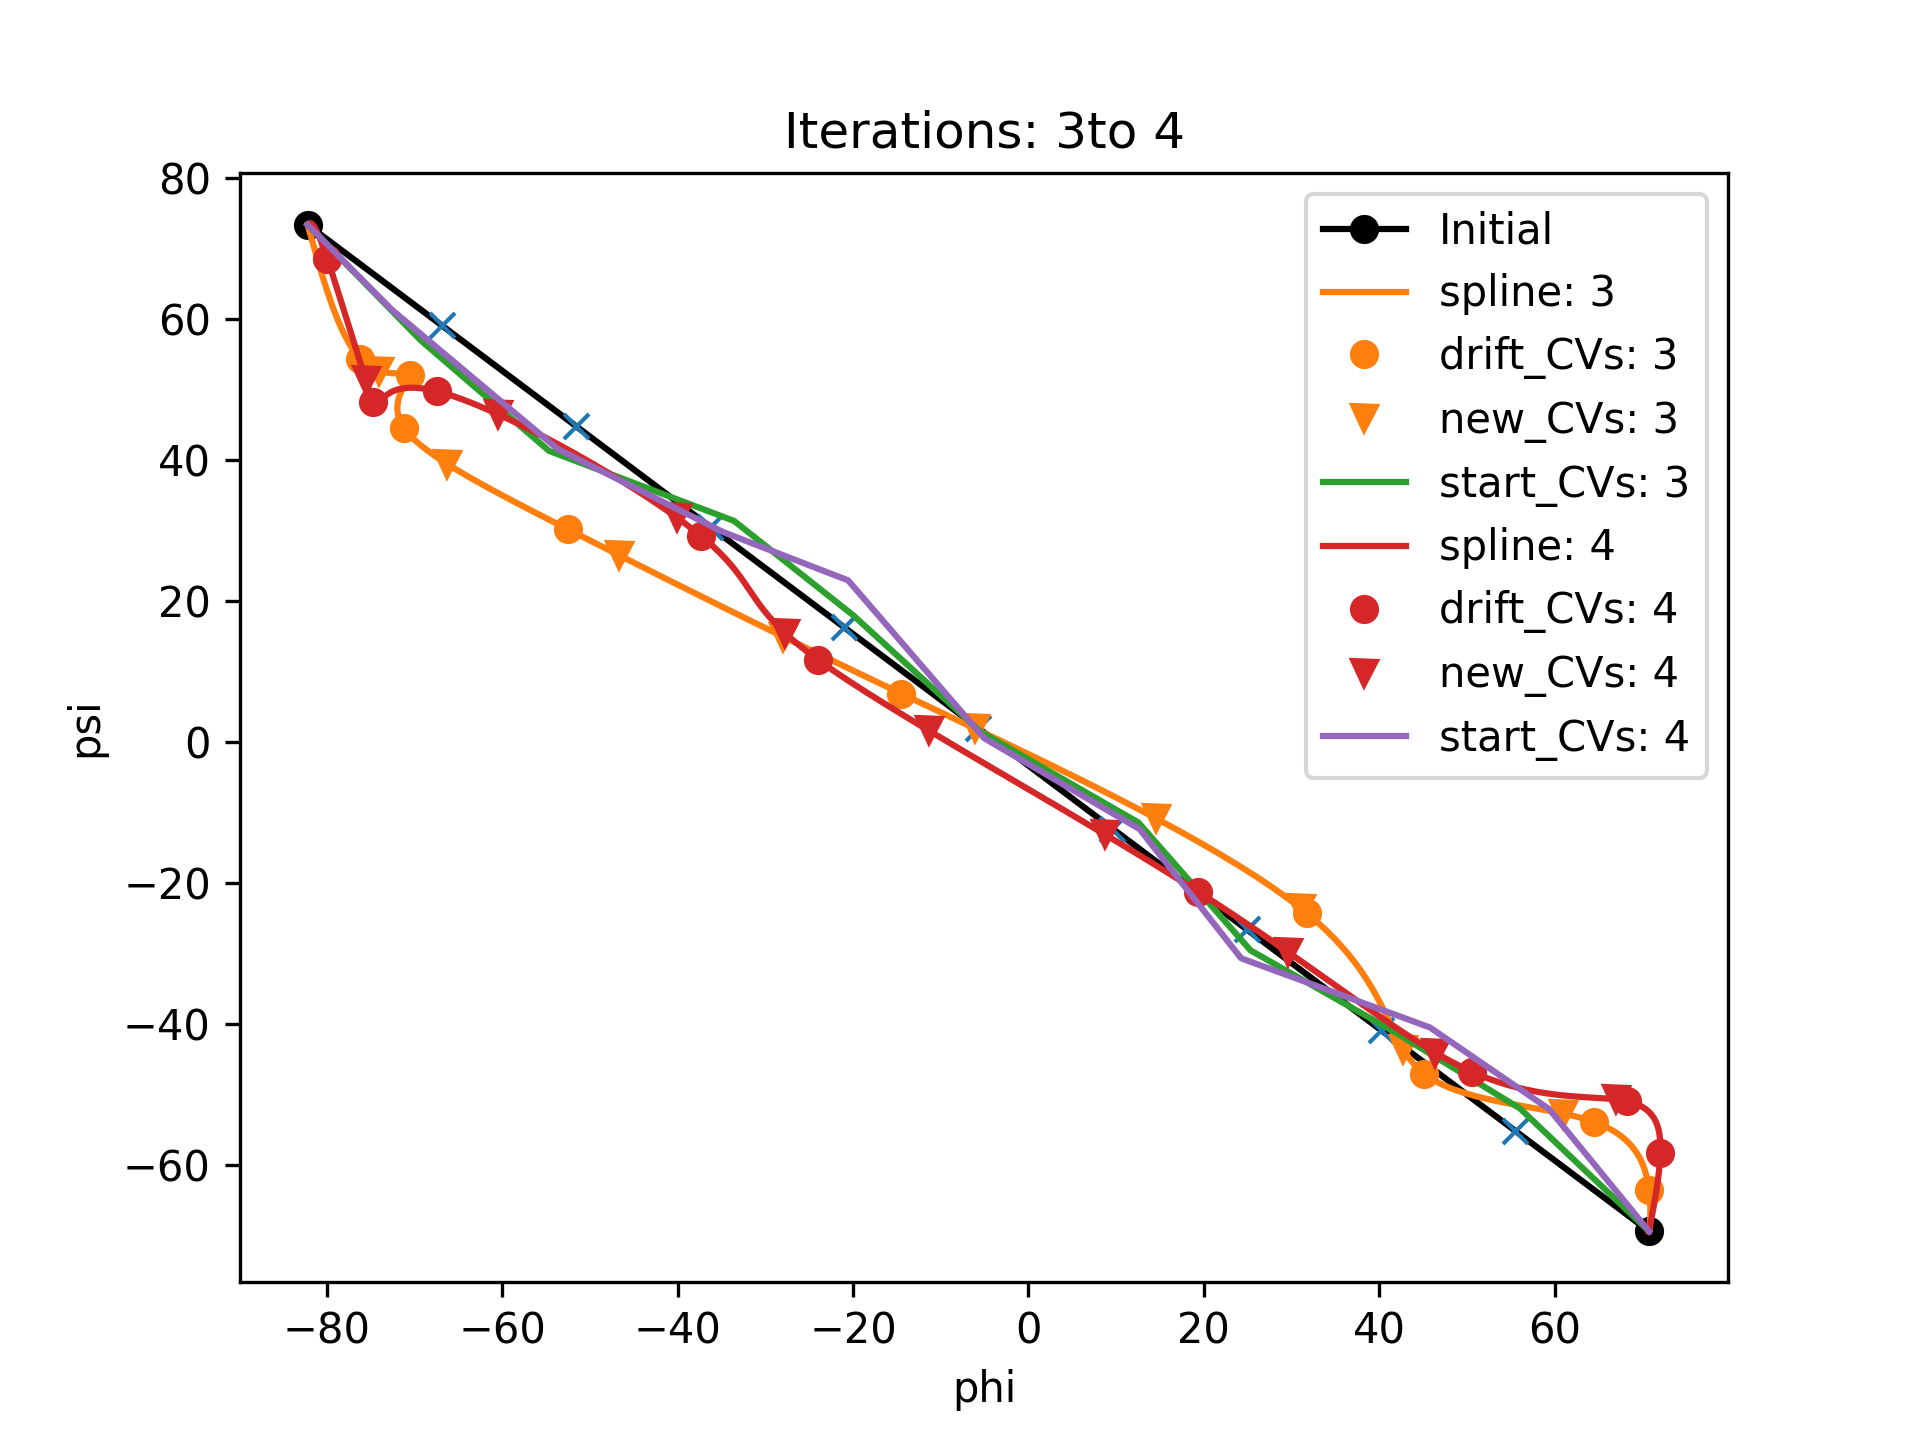 Iterations: 3to 4
80
60
40
20
0
−20
−40
−60
psi
−80
−60
−40
−20
0
20
40
60
phi
Initial
spline: 3
drift_CVs: 3
new_CVs: 3
start_CVs: 3
spline: 4
drift_CVs: 4
new_CVs: 4
start_CVs: 4